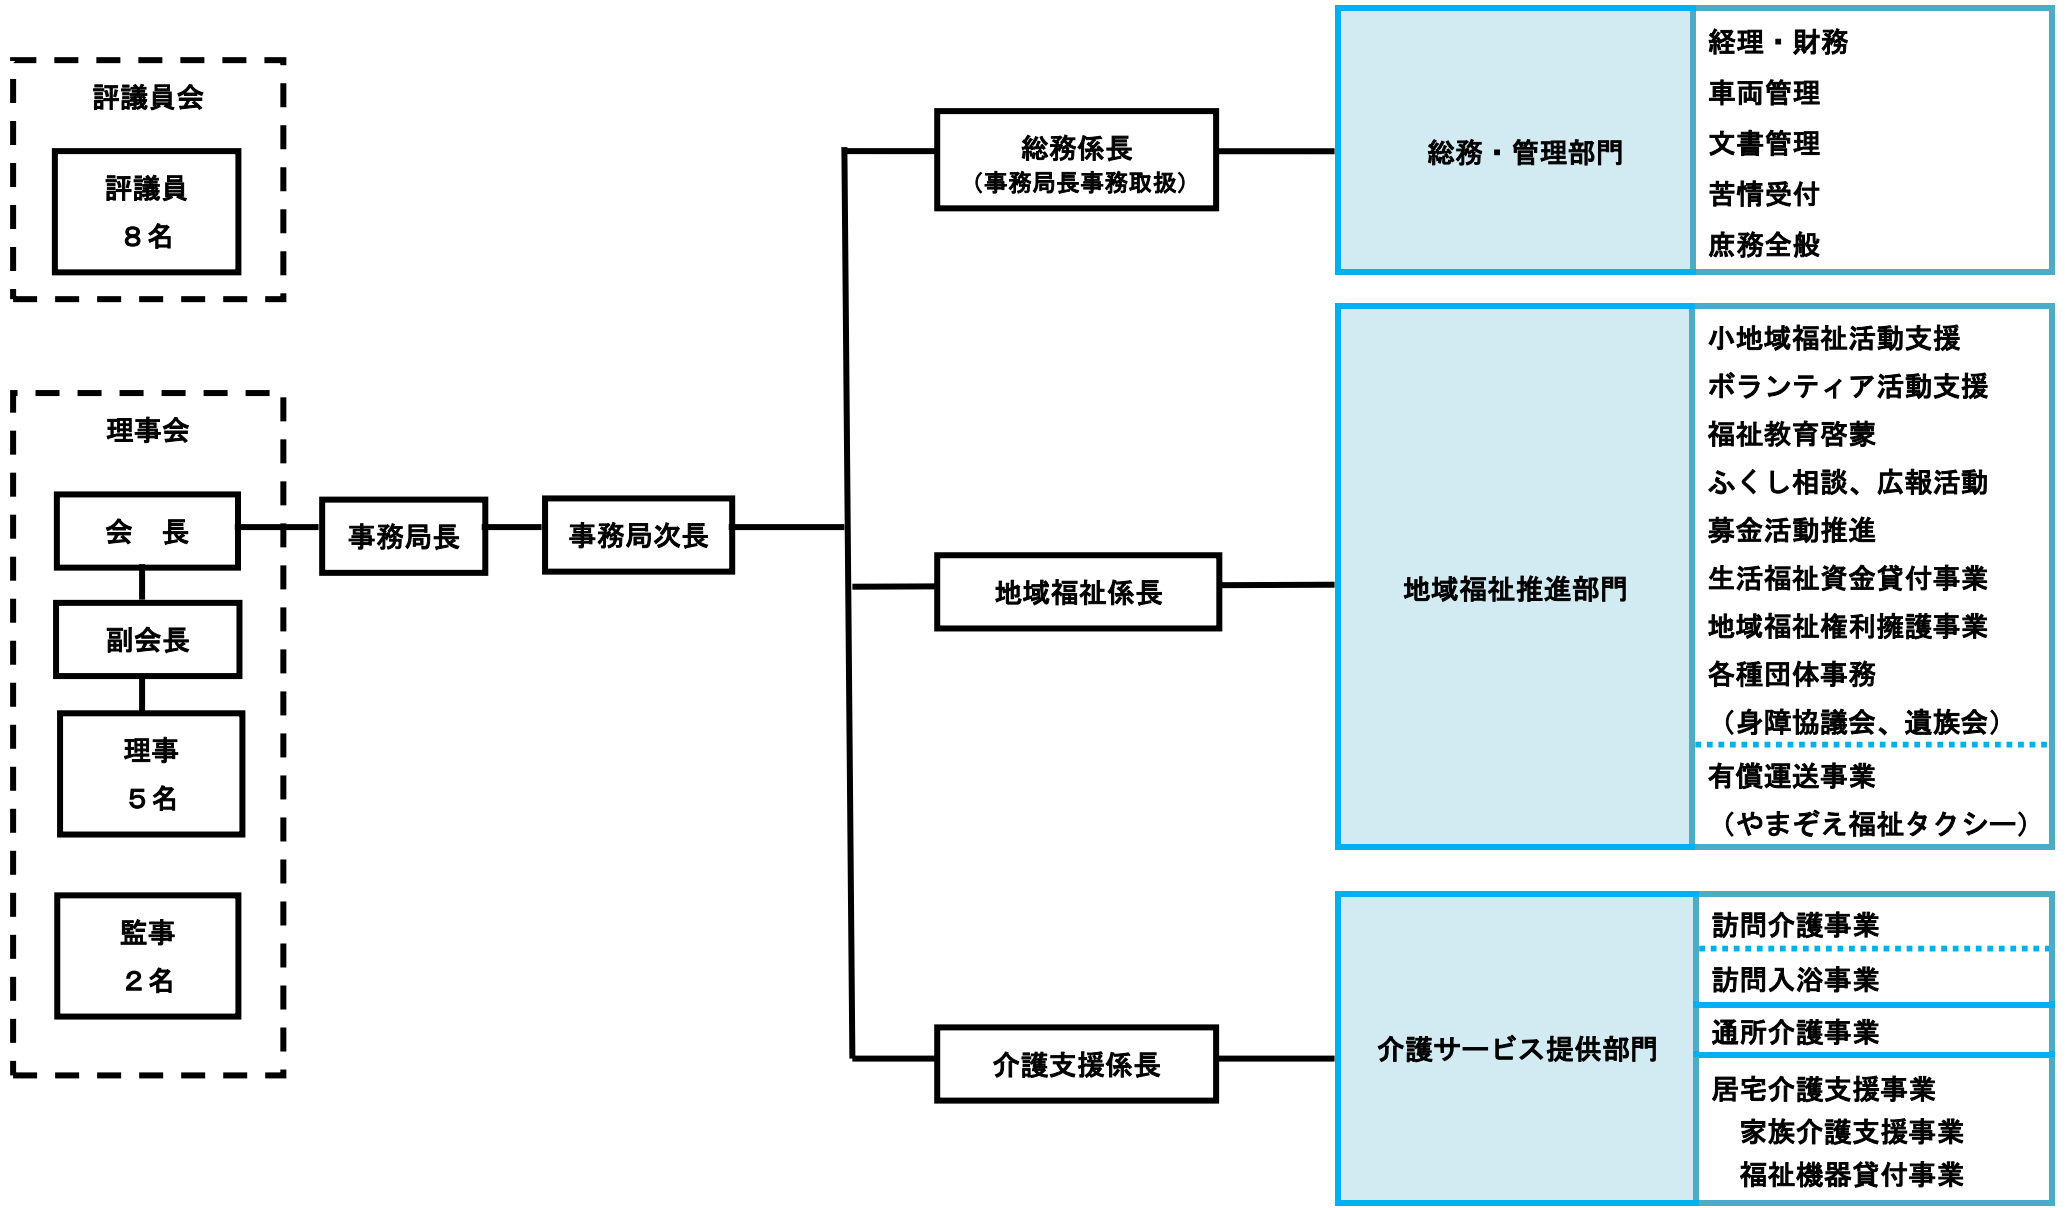 評議員会
評議員
８名
理事会
会　長
副会長
理事
５名
監事
２名
事務局長
事務局次長
総務係長
（事務局長事務取扱）
地域福祉係長
介護支援係長
総務・管理部門
経理・財務
車両管理
文書管理
苦情受付
庶務全般
地域福祉推進部門
小地域福祉活動支援
ボランティア活動支援
福祉教育啓蒙
ふくし相談、広報活動
募金活動推進
生活福祉資金貸付事業
地域福祉権利擁護事業
各種団体事務
（身障協議会、遺族会）
有償運送事業
（やまぞえ福祉タクシー）
介護サービス提供部門
訪問介護事業
訪問入浴事業
通所介護事業
居宅介護支援事業
家族介護支援事業
福祉機器貸付事業